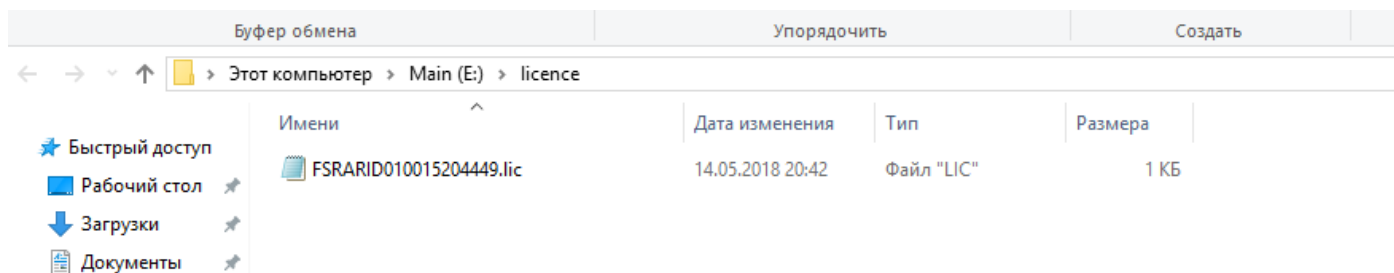 Буфер обмена Упорядочить Создать
Этот компьютер > Main (E:) > licence
Имени Дата изменения Тип Размера
Быстрый доступ
FSRARID010015204449.lic 14.05.2018 20:42 Файл "LIC" 1 КБ
Рабочий стол
Загрузки
Документы